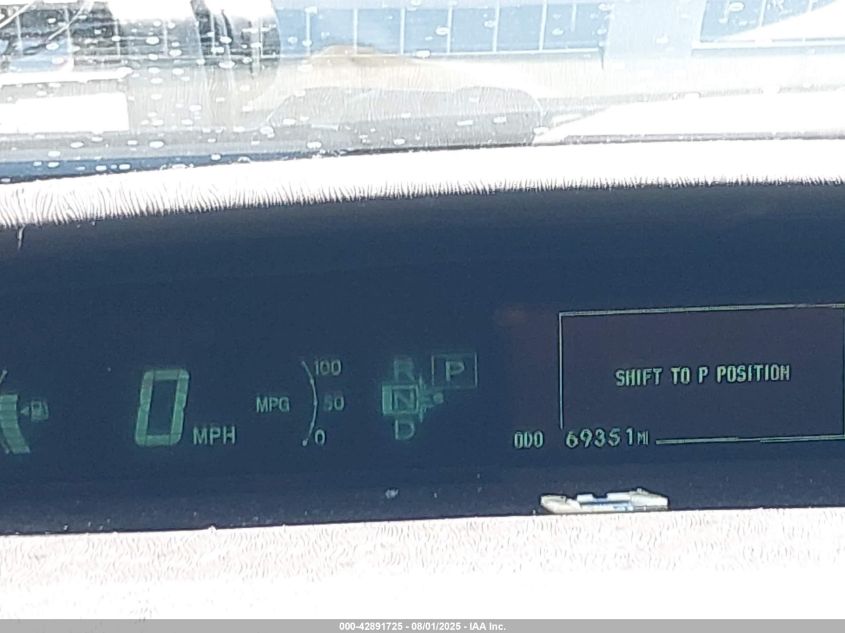 0 MPH
MPG
100
50
0
R P
N
D
SHIFT TO P POSITION
ODO 69351 MI
000-42891725 - 08/01/2025 - IAA Inc.